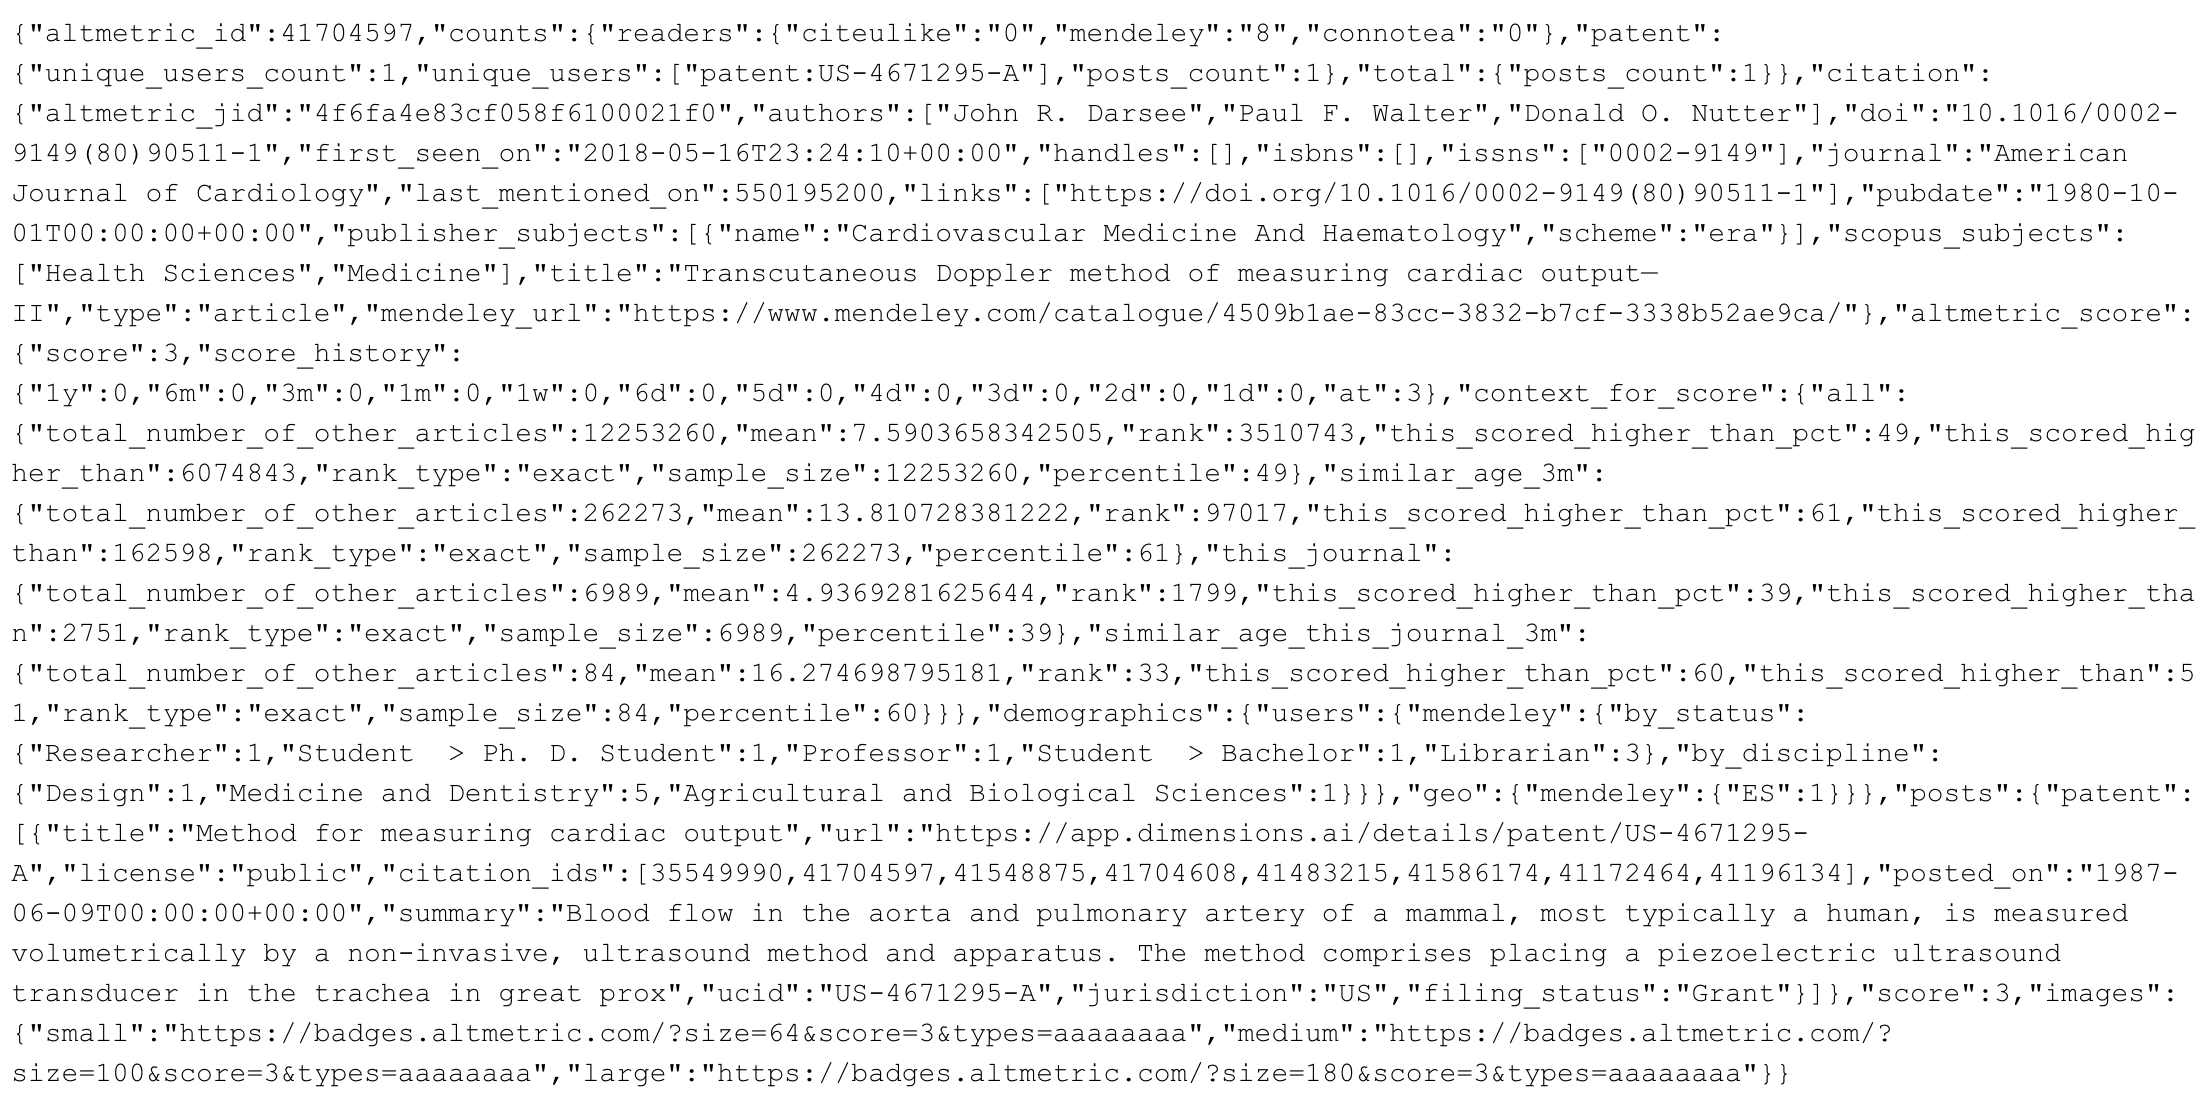 {"altmetric_id":41704597,"counts":{"readers":{"citeulike":"0","mendeley":"8","connotea":"0"},"patent":
{"unique_users_count":1,"unique_users":["patent:US-4671295-A"],"posts_count":1},"total":{"posts_count":1}},"citation":
{"altmetric_jid":"4f6fa4e83cf058f6100021f0","authors":["John R. Darsee","Paul F. Walter","Donald O. Nutter"],"doi":"10.1016/0002-
9149(80)90511-1","first_seen_on":"2018-05-16T23:24:10+00:00","handles":[],"isbns":[],"issns":["0002-9149"],"journal":"American
Journal of Cardiology","last_mentioned_on":550195200,"links":["https://doi.org/10.1016/0002-9149(80)90511-1"],"pubdate":"1980-10-
01T00:00:00+00:00","publisher_subjects":[{"name":"Cardiovascular Medicine And Haematology","scheme":"era"}],"scopus_subjects":
["Health Sciences","Medicine"],"title":"Transcutaneous Doppler method of measuring cardiac output—
II","type":"article","mendeley_url":"https://www.mendeley.com/catalogue/4509b1ae-83cc-3832-b7cf-3338b52ae9ca/"},"altmetric_score":
{"score":3,"score_history":
{"1y":0,"6m":0,"3m":0,"1m":0,"1w":0,"6d":0,"5d":0,"4d":0,"3d":0,"2d":0,"1d":0,"at":3},"context_for_score":{"all":
{"total_number_of_other_articles":12253260,"mean":7.5903658342505,"rank":3510743,"this_scored_higher_than_pct":49,"this_scored_hig
her_than":6074843,"rank_type":"exact","sample_size":12253260,"percentile":49},"similar_age_3m":
{"total_number_of_other_articles":262273,"mean":13.810728381222,"rank":97017,"this_scored_higher_than_pct":61,"this_scored_higher_
than":162598,"rank_type":"exact","sample_size":262273,"percentile":61},"this_journal":
{"total_number_of_other_articles":6989,"mean":4.9369281625644,"rank":1799,"this_scored_higher_than_pct":39,"this_scored_higher_tha
n":2751,"rank_type":"exact","sample_size":6989,"percentile":39},"similar_age_this_journal_3m":
{"total_number_of_other_articles":84,"mean":16.274698795181,"rank":33,"this_scored_higher_than_pct":60,"this_scored_higher_than":5
1,"rank_type":"exact","sample_size":84,"percentile":60}}},"demographics":{"users":{"mendeley":{"by_status":
{"Researcher":1,"Student  > Ph. D. Student":1,"Professor":1,"Student  > Bachelor":1,"Librarian":3},"by_discipline":
{"Design":1,"Medicine and Dentistry":5,"Agricultural and Biological Sciences":1}}},"geo":{"mendeley":{"ES":1}}},"posts":{"patent":
[{"title":"Method for measuring cardiac output","url":"https://app.dimensions.ai/details/patent/US-4671295-
A","license":"public","citation_ids":[35549990,41704597,41548875,41704608,41483215,41586174,41172464,41196134],"posted_on":"1987-
06-09T00:00:00+00:00","summary":"Blood flow in the aorta and pulmonary artery of a mammal, most typically a human, is measured
volumetrically by a non-invasive, ultrasound method and apparatus. The method comprises placing a piezoelectric ultrasound
transducer in the trachea in great prox","ucid":"US-4671295-A","jurisdiction":"US","filing_status":"Grant"}]},"score":3,"images":
{"small":"https://badges.altmetric.com/?size=64&score=3&types=aaaaaaaa","medium":"https://badges.altmetric.com/?
size=100&score=3&types=aaaaaaaa","large":"https://badges.altmetric.com/?size=180&score=3&types=aaaaaaaa"}}